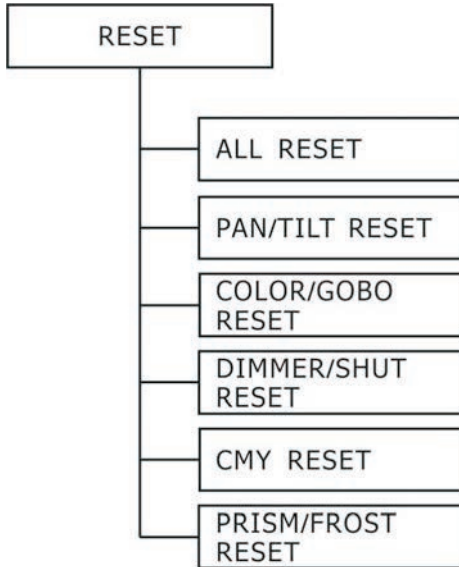 RESET
ALL RESET
PAN/TILT RESET
COLOR/GOBO
RESET
DIMMER/SHUT
RESET
CMY RESET
PRISM/FROST
RESET